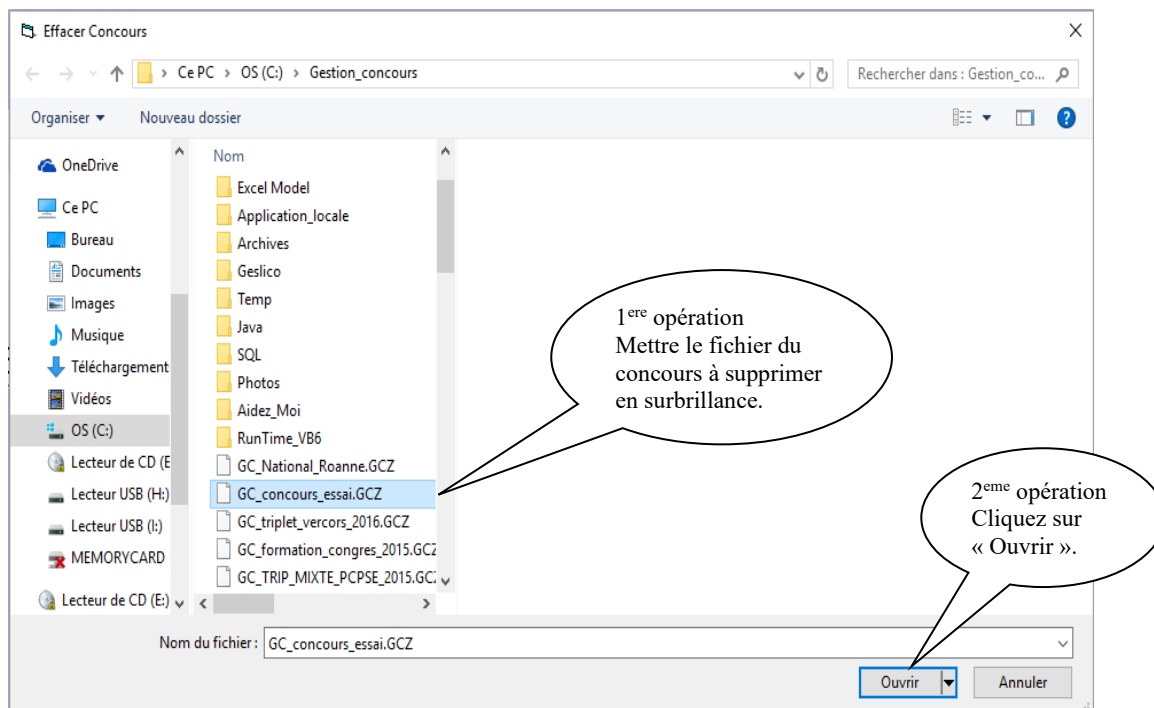 Effacer Concours
Ce PC > OS (C:) > Gestion_concours
Rechercher dans : Gestion_co...
Organiser
Nouveau dossier
OneDrive
Ce PC
Bureau
Documents
Images
Musique
Téléchargement
Vidéos
OS (C:)
Lecteur de CD (E
Lecteur USB (H:)
Lecteur USB (I:)
MEMORYCARD
Lecteur de CD (E:)
Nom
Excel Model
Application_locale
Archives
Geslico
Temp
Java
SQL
Photos
Aidez_Moi
RunTime_VB6
GC_National_Roanne.GCZ
GC_concours_essai.GCZ
GC_triplet_vercors_2016.GCZ
GC_formation_congres_2015.GCZ
GC_TRIP_MIXTE_PCPSE_2015.GCZ
1ere opération
Mettre le fichier du
concours à supprimer
en surbrillance.
2eme opération
Cliquez sur
« Ouvrir ».
Nom du fichier : GC_concours_essai.GCZ
Ouvrir
Annuler